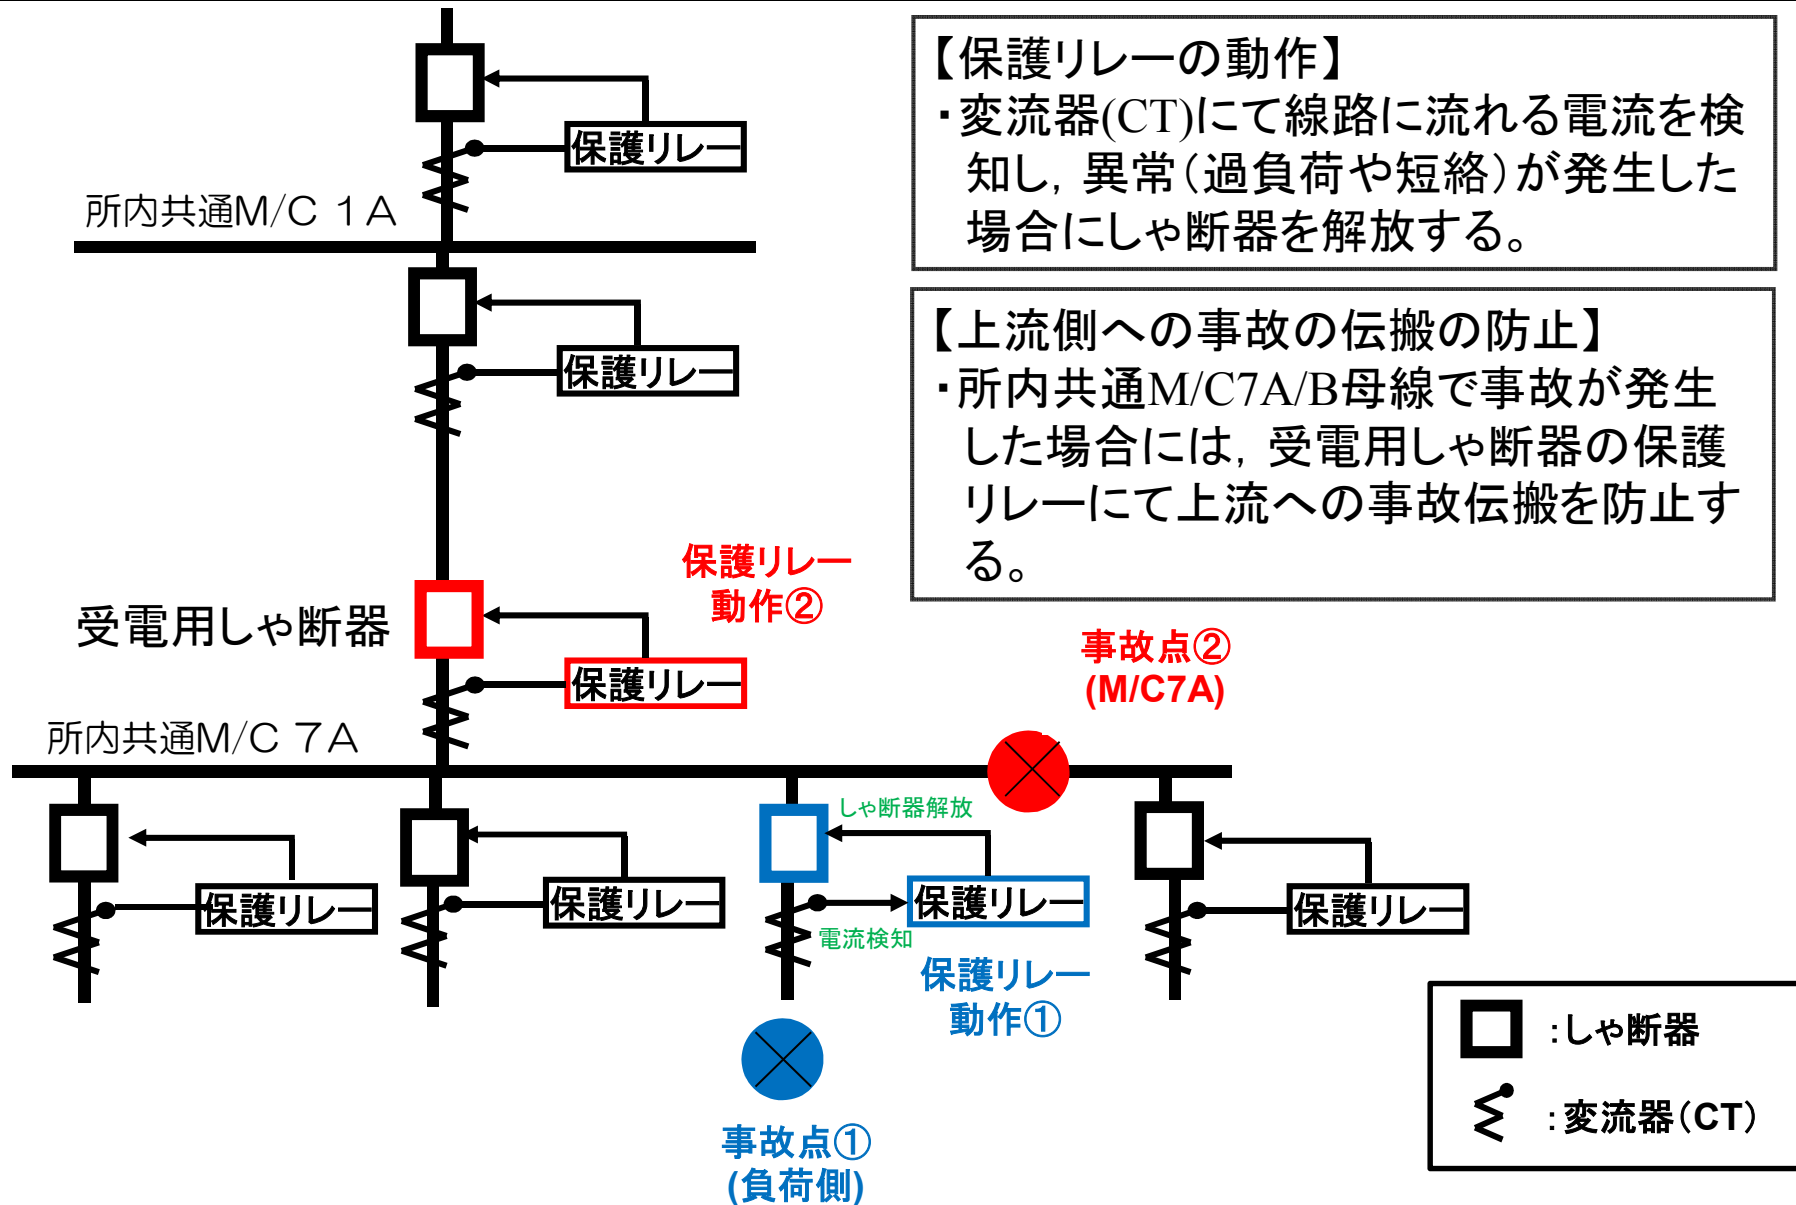 【保護リレーの動作】
・変流器(CT)にて線路に流れる電流を検
知し，異常（過負荷や短絡）が発生した
場合にしゃ断器を解放する。
保護リレー
所内共通M/C １A
【上流側への事故の伝搬の防止】
・所内共通M/C7A/B母線で事故が発生
した場合には，受電用しゃ断器の保護
リレーにて上流への事故伝搬を防止す
る。
保護リレー
保護リレー
動作②
受電用しゃ断器
保護リレー
事故点②
(M/C7A)
所内共通M/C ７A
しゃ断器解放
保護リレー
保護リレー
保護リレー
保護リレー
電流検知
保護リレー
動作①
事故点①
(負荷側)
：しゃ断器
：変流器（CT）